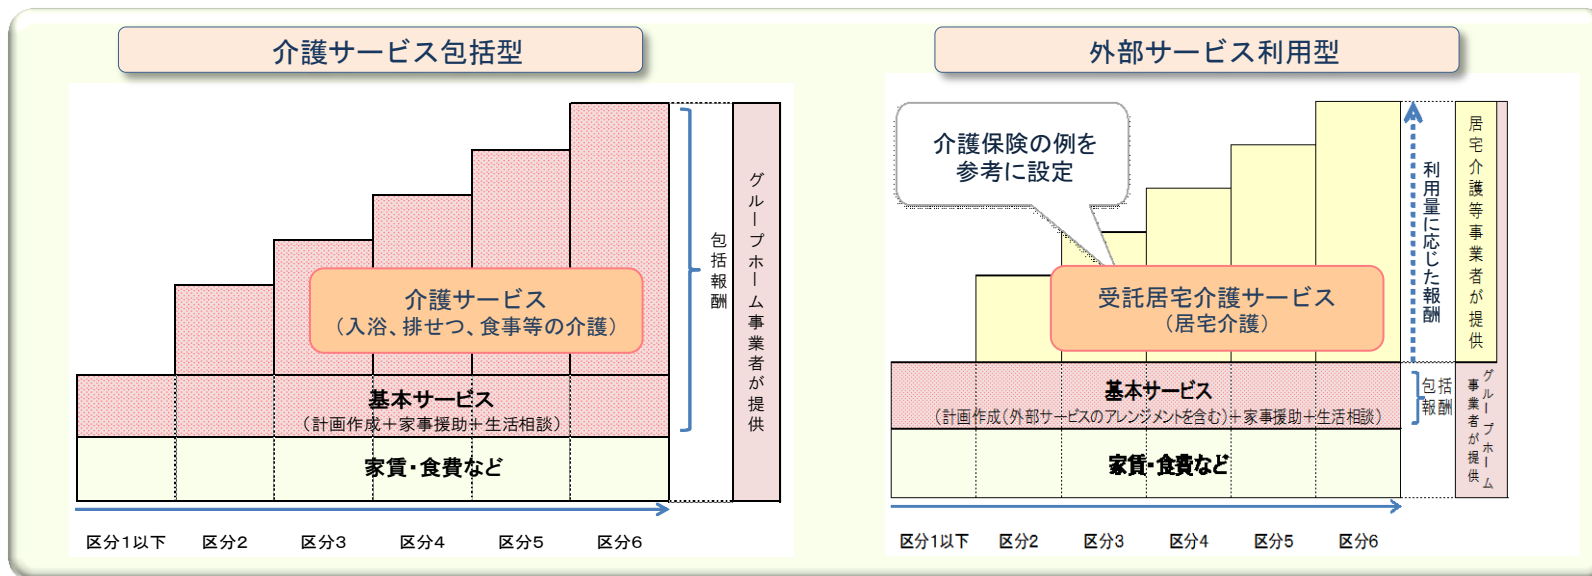 介護サービス包括型
介護サービス
（入浴、排せつ、食事等の介護）
基本サービス
（計画作成＋家事援助＋生活相談）
家賃・食費など
包括報酬
グループホーム事業者が提供
区分１以下
区分２
区分３
区分４
区分５
区分６
外部サービス利用型
介護保険の例を
参考に設定
受託居宅介護サービス
（居宅介護）
基本サービス
（計画作成（外部サービスのアレンジメントを含む）＋家事援助＋生活相談）
家賃・食費など
利用量に応じた報酬
包括
報酬
居宅介護等事業者が提供
グループホーム
事業者が提供
区分１以下
区分２
区分３
区分４
区分５
区分６